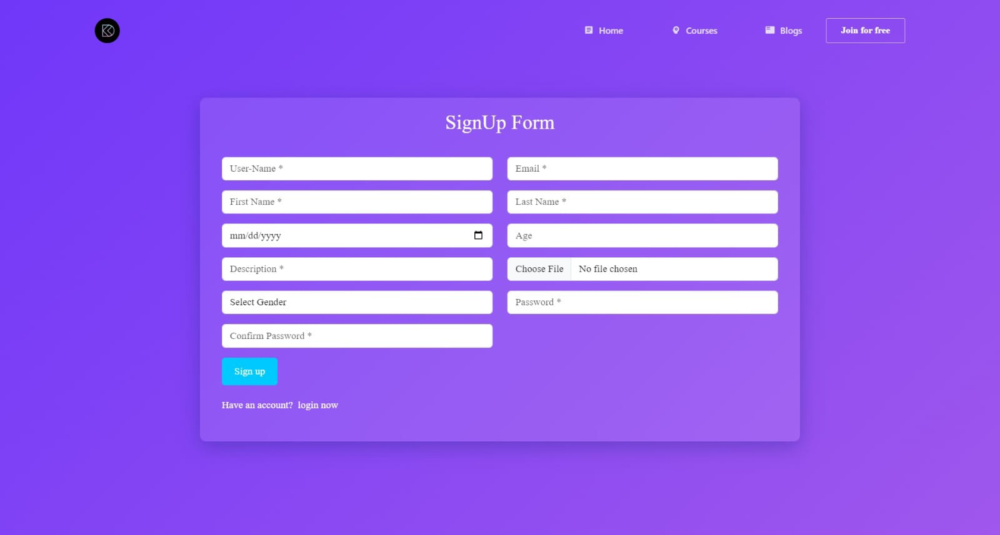 Home Courses Blogs Join for free
SignUp Form
User-Name * Email *
First Name * Last Name *
mm/dd/yyyy Age
Description * Choose File No file chosen
Select Gender Password *
Confirm Password *
Sign up
Have an account? login now